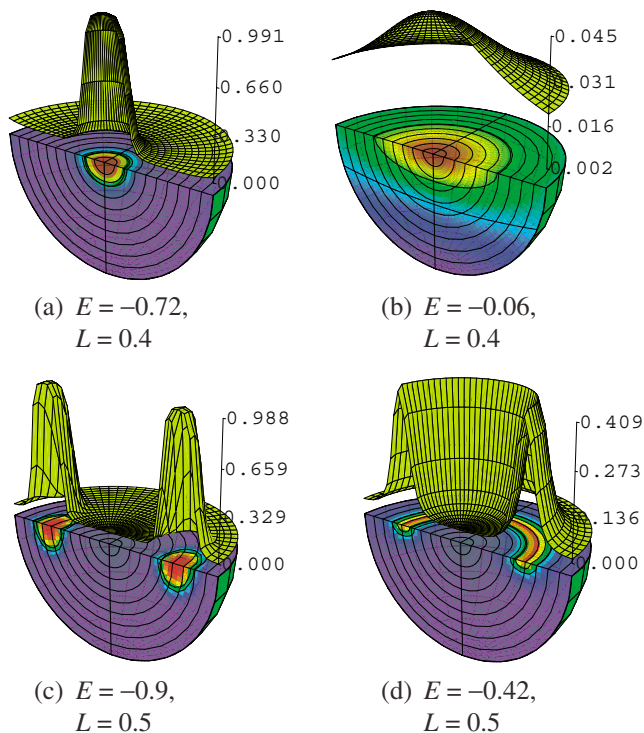 0.991
0.660
0.330
0.000
0.045
0.031
0.016
0.002
(a) E = −0.72,
L = 0.4
(b) E = −0.06,
L = 0.4
0.988
0.659
0.329
0.000
0.409
0.273
0.136
0.000
(c) E = −0.9,
L = 0.5
(d) E = −0.42,
L = 0.5